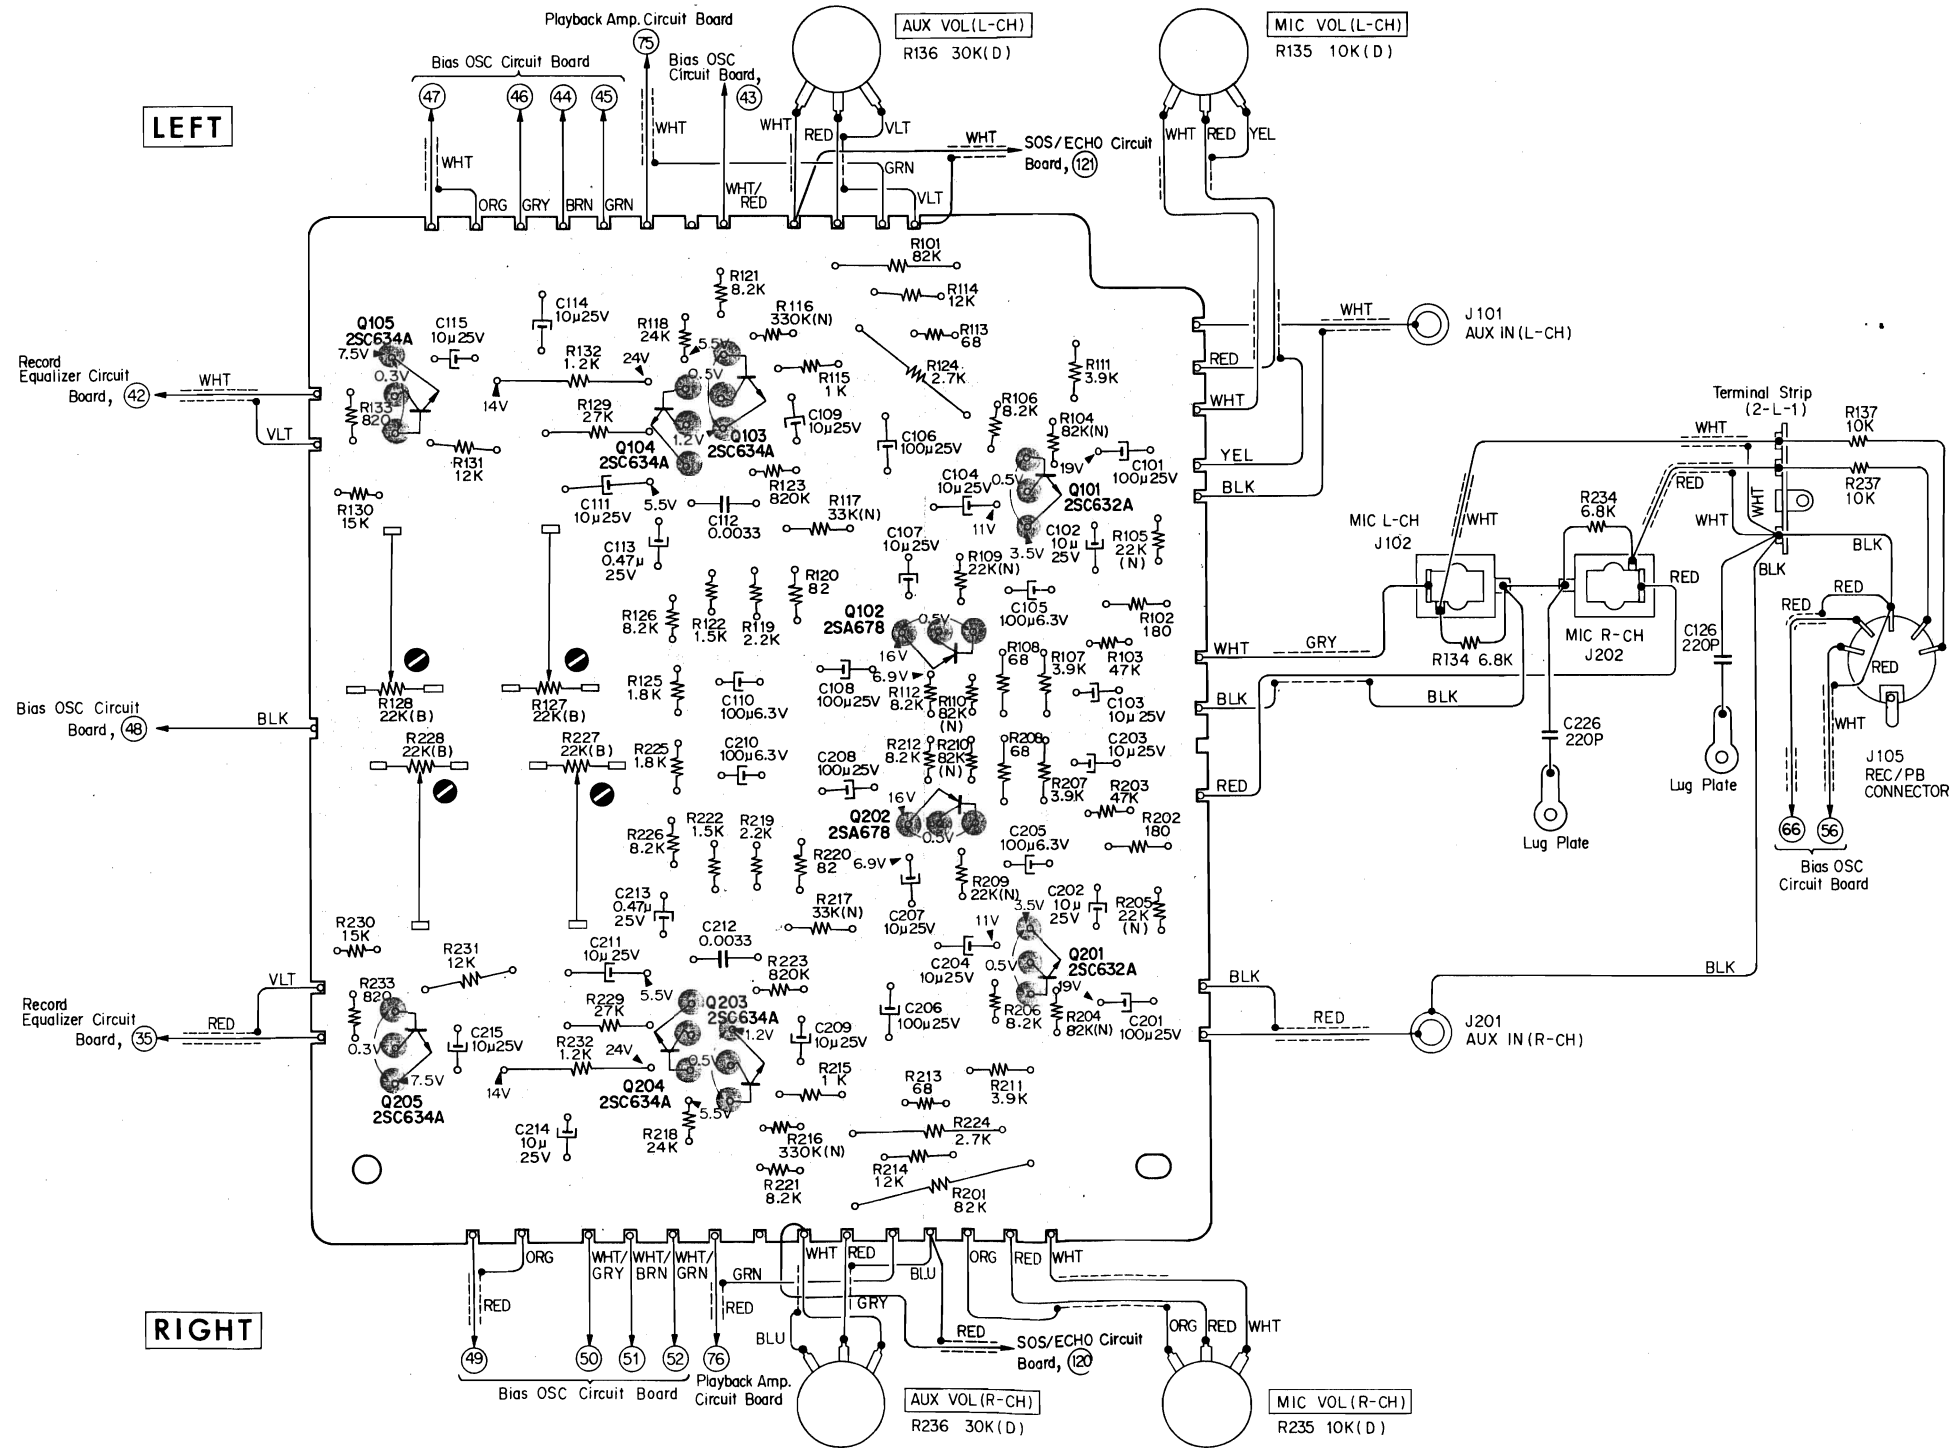 Playback Amp. Circuit Board
75
Bias OSC Circuit Board
47
46
44
45
Bias OSC
Circuit Board,
43
AUX VOL(L-CH)
R136 30K(D)
MIC VOL(L-CH)
R135 10K(D)
LEFT
WHT
ORG
GRY
BRN
GRN
WHT
WHT/
RED
WHT
RED
VLT
GRN
VLT
WHT
SOS/ECHO Circuit
Board, 121
WHT
RED
YEL
R101
82K
R114
12K
R113
68
R121
8.2K
R116
330K(N)
R118
24K
5.5V
C114
10µ25V
Q105
2SC634A
7.5V
0.3V
C115
10µ25V
R132
1.2K
24V
14V
0.5V
R115
1K
R124
2.7K
R111
3.9K
R133
820
R129
27K
1.2V
Q103
2SC634A
Q104
2SC634A
C109
10µ25V
C106
100µ25V
R106
8.2K
R104
82K(N)
19V
C101
100µ25V
R131
12K
R130
15K
C111
10µ25V
5.5V
R123
820K
C112
0.0033
R117
33K(N)
C104
10µ25V
11V
0.5V
Q101
2SC632A
3.5V
C113
0.47µ
25V
C107
10µ25V
R109
22K(N)
C102
10µ
25V
R105
22K
(N)
R126
8.2K
R122
1.5K
R119
2.2K
R120
82
Q102
2SA678
0.5V
16V
C105
100µ6.3V
R102
180
R103
47K
R108
68
R107
3.9K
6.9V
R112
8.2K
R110
82K
(N)
C103
10µ25V
R128
22K(B)
R127
22K(B)
R125
1.8K
C110
100µ6.3V
C108
100µ25V
R228
22K(B)
R227
22K(B)
R225
1.8K
C210
100µ6.3V
C208
100µ25V
R212
8.2K
R210
82K
(N)
R208
68
C203
10µ25V
R207
3.9K
R203
47K
16V
Q202
2SA678
0.5V
R202
180
R226
8.2K
R222
1.5K
R219
2.2K
R220
82
6.9V
C205
100µ6.3V
R209
22K(N)
C213
0.47µ
25V
R217
33K(N)
C207
10µ25V
C202
10µ
25V
R205
22K
(N)
3.5V
11V
0.5V
Q201
2SC632A
19V
C204
10µ25V
C212
0.0033
R230
15K
R231
12K
C211
10µ25V
5.5V
R223
820K
R233
820
R229
27K
Q203
2SC634A
1.2V
C206
100µ25V
R206
8.2K
R204
82K(N)
C201
100µ25V
0.3V
C215
10µ25V
R232
1.2K
24V
0.5V
C209
10µ25V
7.5V
Q205
2SC634A
14V
Q204
2SC634A
5.5V
R215
1K
R213
68
R211
3.9K
C214
10µ
25V
R218
24K
R216
330K(N)
R224
2.7K
R214
12K
R221
8.2K
R201
82K
Record
Equalizer Circuit
Board, 42
WHT
VLT
Bias OSC Circuit
Board, 48
BLK
Record
Equalizer Circuit
Board, 35
VLT
RED
RED
WHT
YEL
BLK
WHT
J101
AUX IN(L-CH)
Terminal Strip
(2-L-1)
R137
10K
R237
10K
WHT
RED
WHT
WHT
WHT
BLK
BLK
MIC L-CH
J102
R234
6.8K
RED
MIC R-CH
J202
R134 6.8K
WHT
GRY
BLK
BLK
RED
C226
220P
Lug Plate
C126
220P
Lug Plate
RED
RED
RED
WHT
J105
REC/PB
CONNECTOR
66
56
Bias OSC
Circuit Board
BLK
RED
BLK
J201
AUX IN(R-CH)
RIGHT
ORG
RED
WHT/
GRY
WHT/
BRN
WHT/
GRN
GRN
RED
WHT
RED
BLU
ORG
RED
WHT
GRY
BLU
RED
SOS/ECHO Circuit
Board, 120
ORG
RED
WHT
49
50
51
52
76
Bias OSC Circuit Board
Playback Amp.
Circuit Board
AUX VOL(R-CH)
R236 30K(D)
MIC VOL(R-CH)
R235 10K(D)